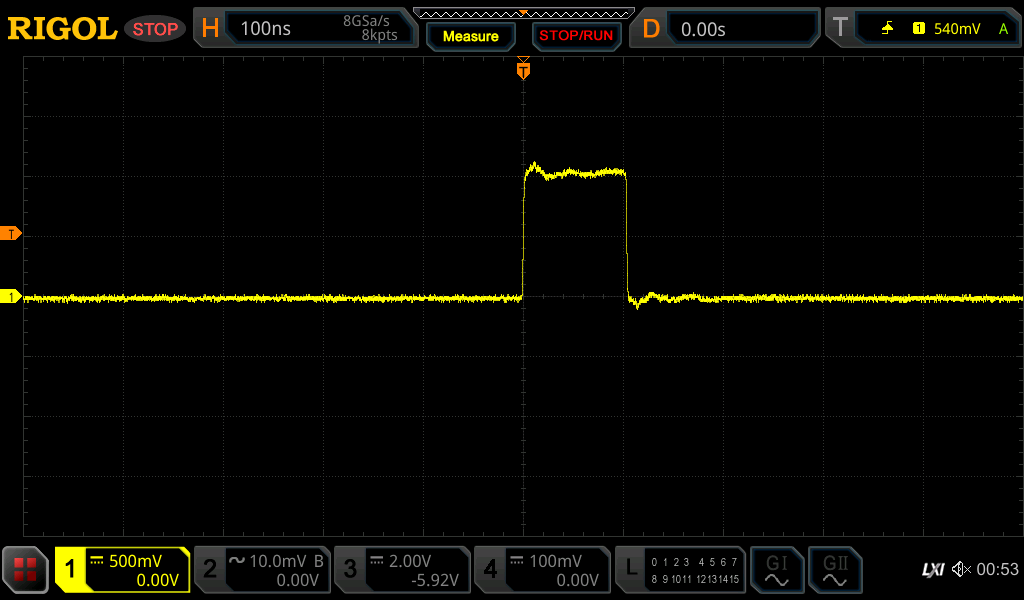 RIGOL STOP H 100ns 8GSa/s 8kpts Measure STOP/RUN D 0.00s T 1 540mV A
T
T
1
1 500mV 0.00V
2 10.0mV B 0.00V
3 2.00V -5.92V
4 100mV 0.00V
L 0 1 2 3 4 5 6 7
8 9 10 11 12 13 14 15
GI
GII
LXI 00:53